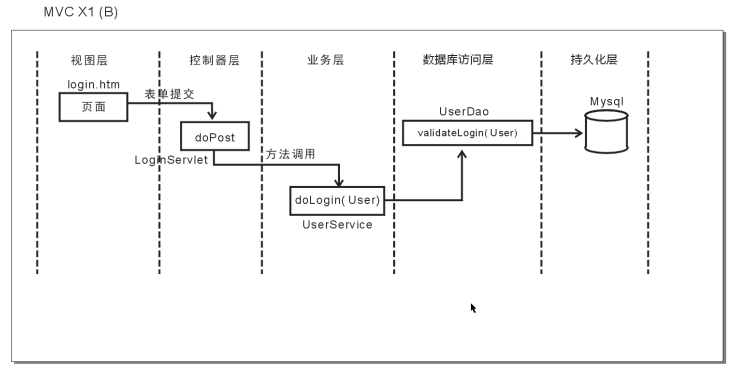 MVC X1 (B)
视图层
控制器层
业务层
数据库访问层
持久化层
login.htm
页面
表单提交
doPost
LoginServlet
方法调用
doLogin(User)
UserService
UserDao
validateLogin(User)
Mysql